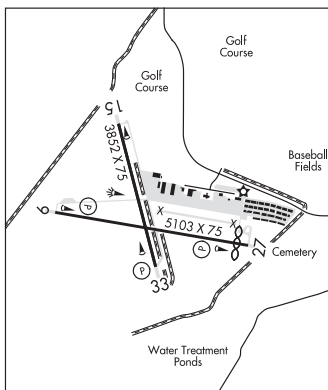 Golf
Course
Golf
Course
15
3852 X 75
Baseball
Fields
P
9
X
X
5103 X 75
P
27
Cemetery
P
33
Water Treatment
Ponds